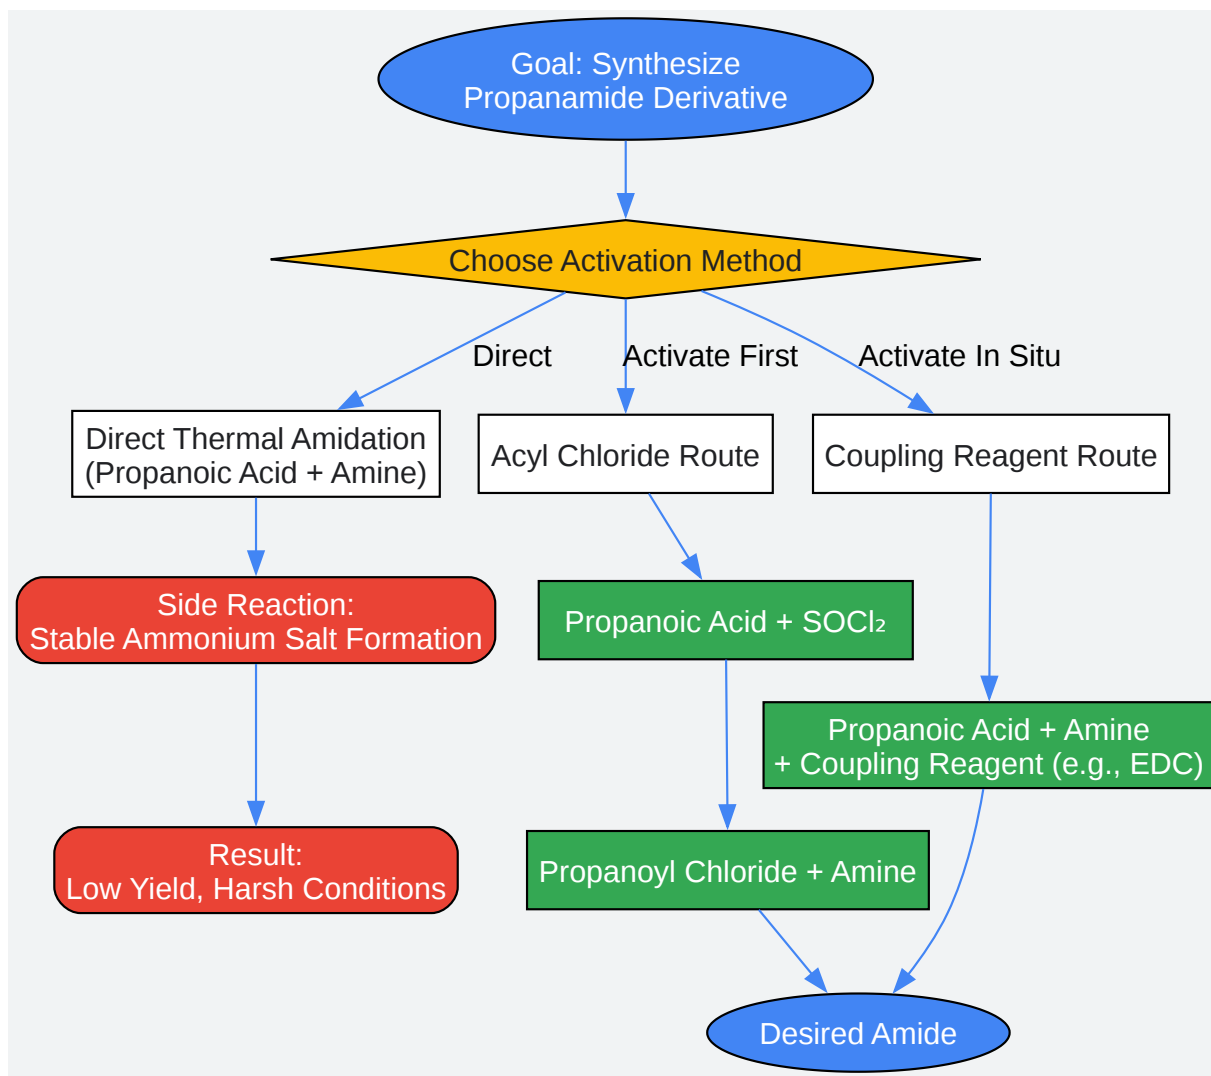 Goal: Synthesize
Propanamide Derivative
Choose Activation Method
Direct
Activate First
Activate In Situ
Direct Thermal Amidation
(Propanoic Acid + Amine)
Acyl Chloride Route
Coupling Reagent Route
Side Reaction:
Stable Ammonium Salt Formation
Propanoic Acid + SOCl₂
Propanoic Acid + Amine
+ Coupling Reagent (e.g., EDC)
Result:
Low Yield, Harsh Conditions
Propanoyl Chloride + Amine
Desired Amide